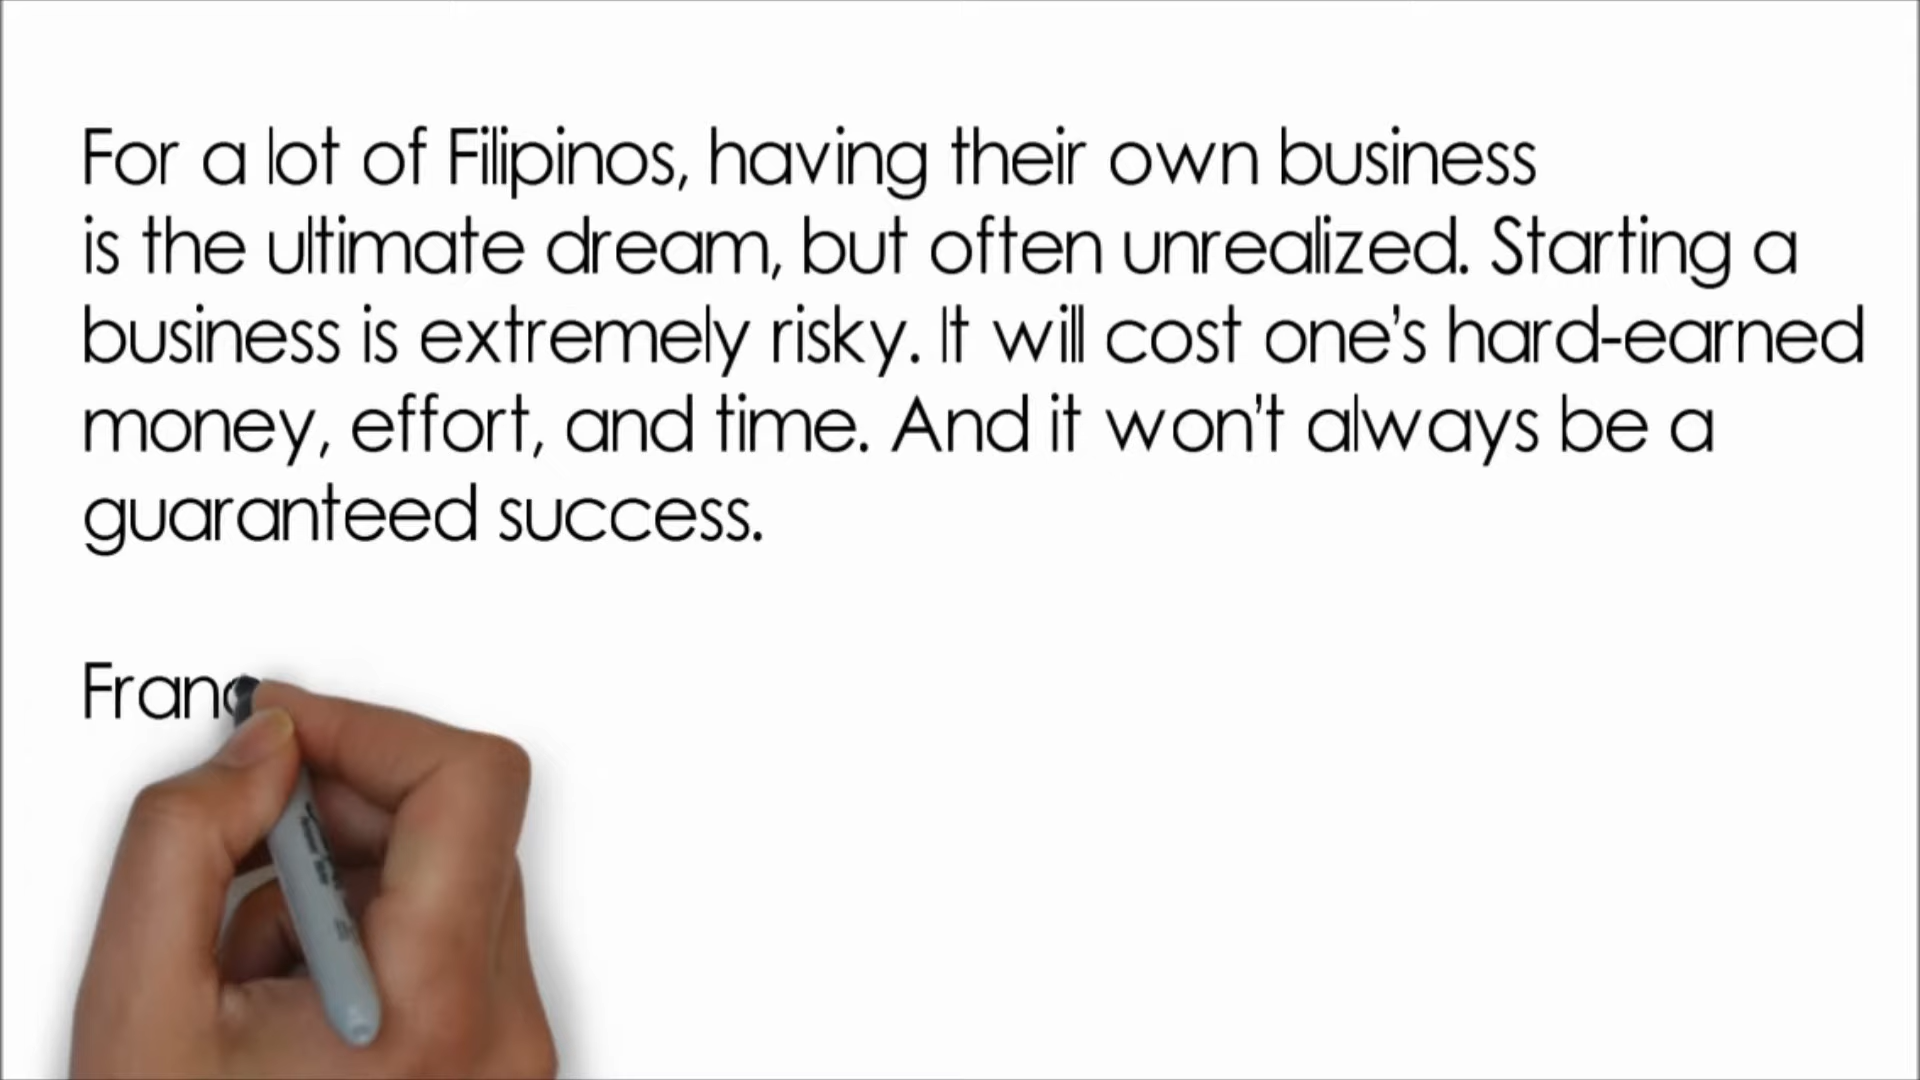 For a lot of Filipinos, having their own business
is the ultimate dream, but often unrealized. Starting a
business is extremely risky. It will cost one's hard-earned
money, effort, and time. And it won't always be a
guaranteed success.